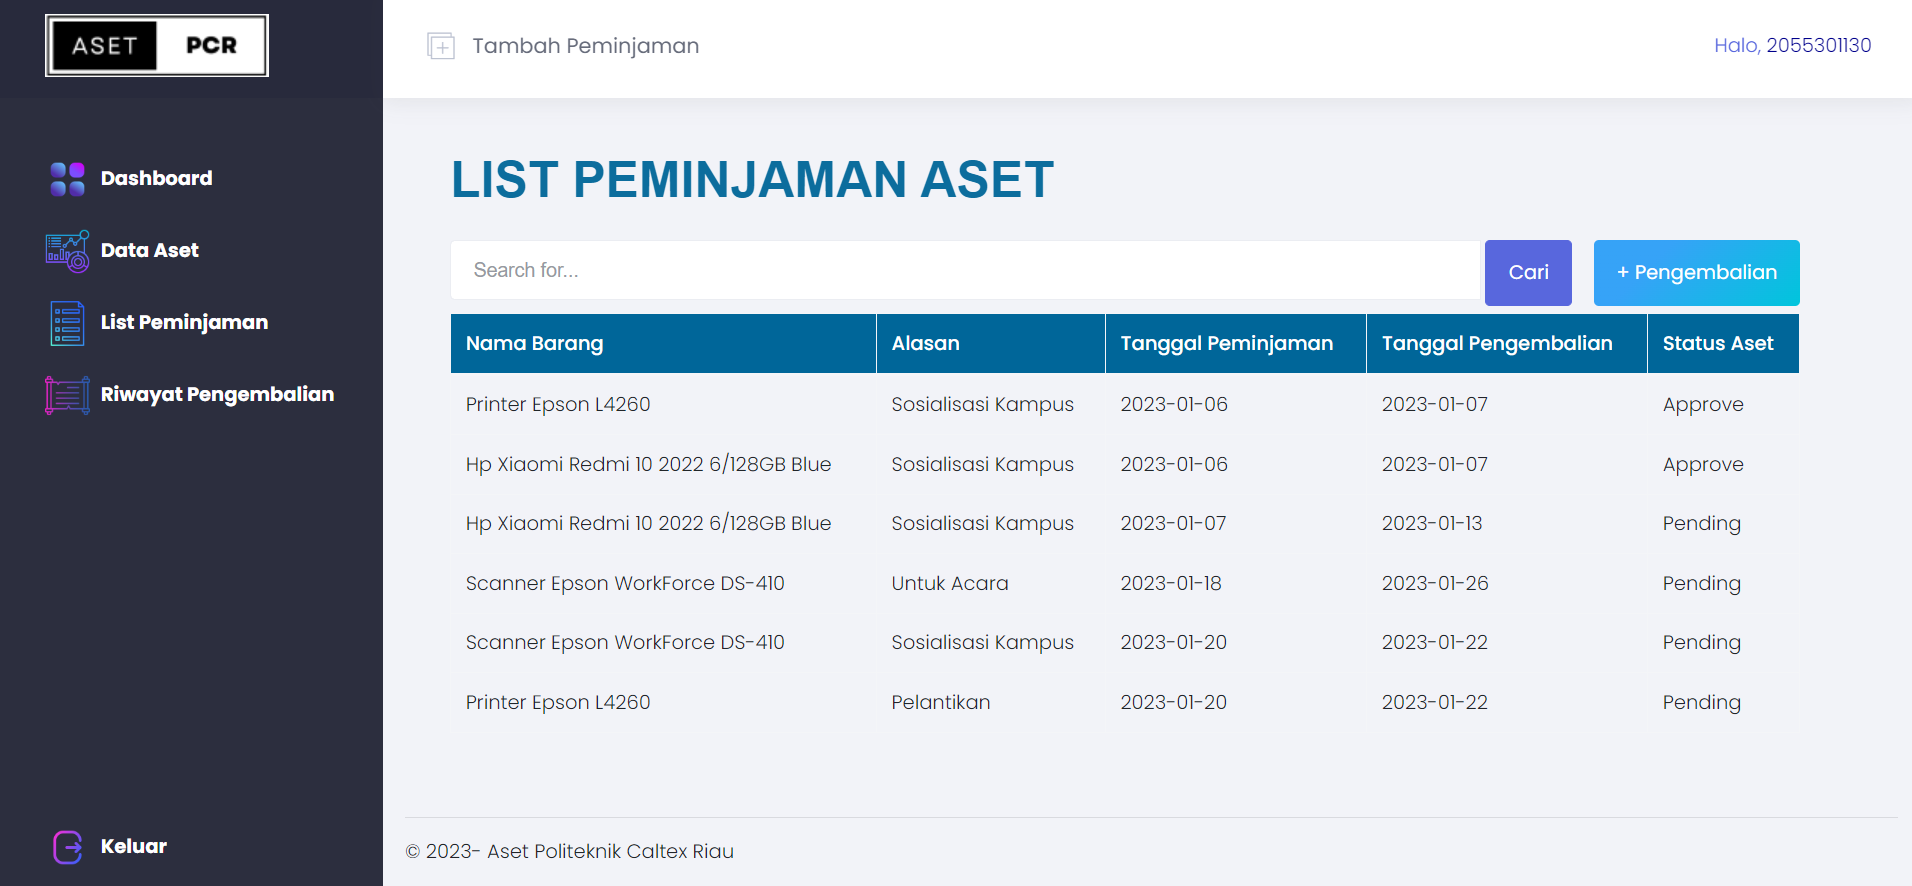 ASET PCR
Tambah Peminjaman
Halo, 2055301130
Dashboard
Data Aset
List Peminjaman
Riwayat Pengembalian
Keluar
LIST PEMINJAMAN ASET
Search for...
Cari
+ Pengembalian
Nama Barang Alasan Tanggal Peminjaman Tanggal Pengembalian Status Aset
Printer Epson L4260 Sosialisasi Kampus 2023-01-06 2023-01-07 Approve
Hp Xiaomi Redmi 10 2022 6/128GB Blue Sosialisasi Kampus 2023-01-06 2023-01-07 Approve
Hp Xiaomi Redmi 10 2022 6/128GB Blue Sosialisasi Kampus 2023-01-07 2023-01-13 Pending
Scanner Epson WorkForce DS-410 Untuk Acara 2023-01-18 2023-01-26 Pending
Scanner Epson WorkForce DS-410 Sosialisasi Kampus 2023-01-20 2023-01-22 Pending
Printer Epson L4260 Pelantikan 2023-01-20 2023-01-22 Pending
© 2023- Aset Politeknik Caltex Riau